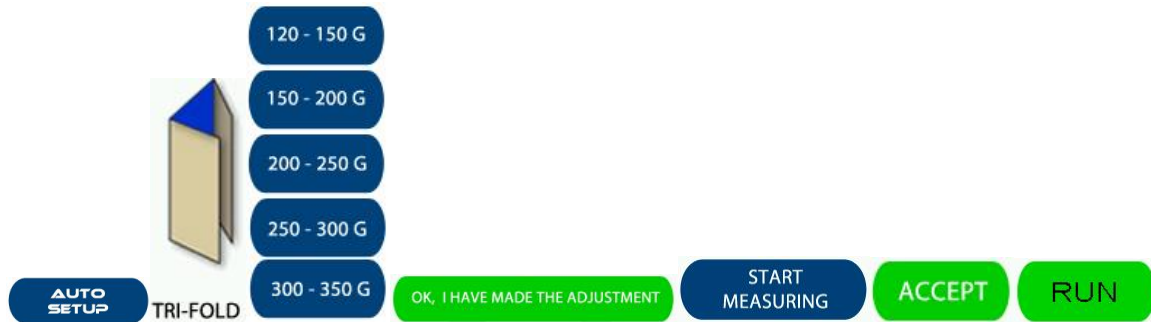 120 - 150 G
150 - 200 G
200 - 250 G
250 - 300 G
300 - 350 G
AUTO
SETUP
TRI-FOLD
OK, I HAVE MADE THE ADJUSTMENT
START
MEASURING
ACCEPT
RUN